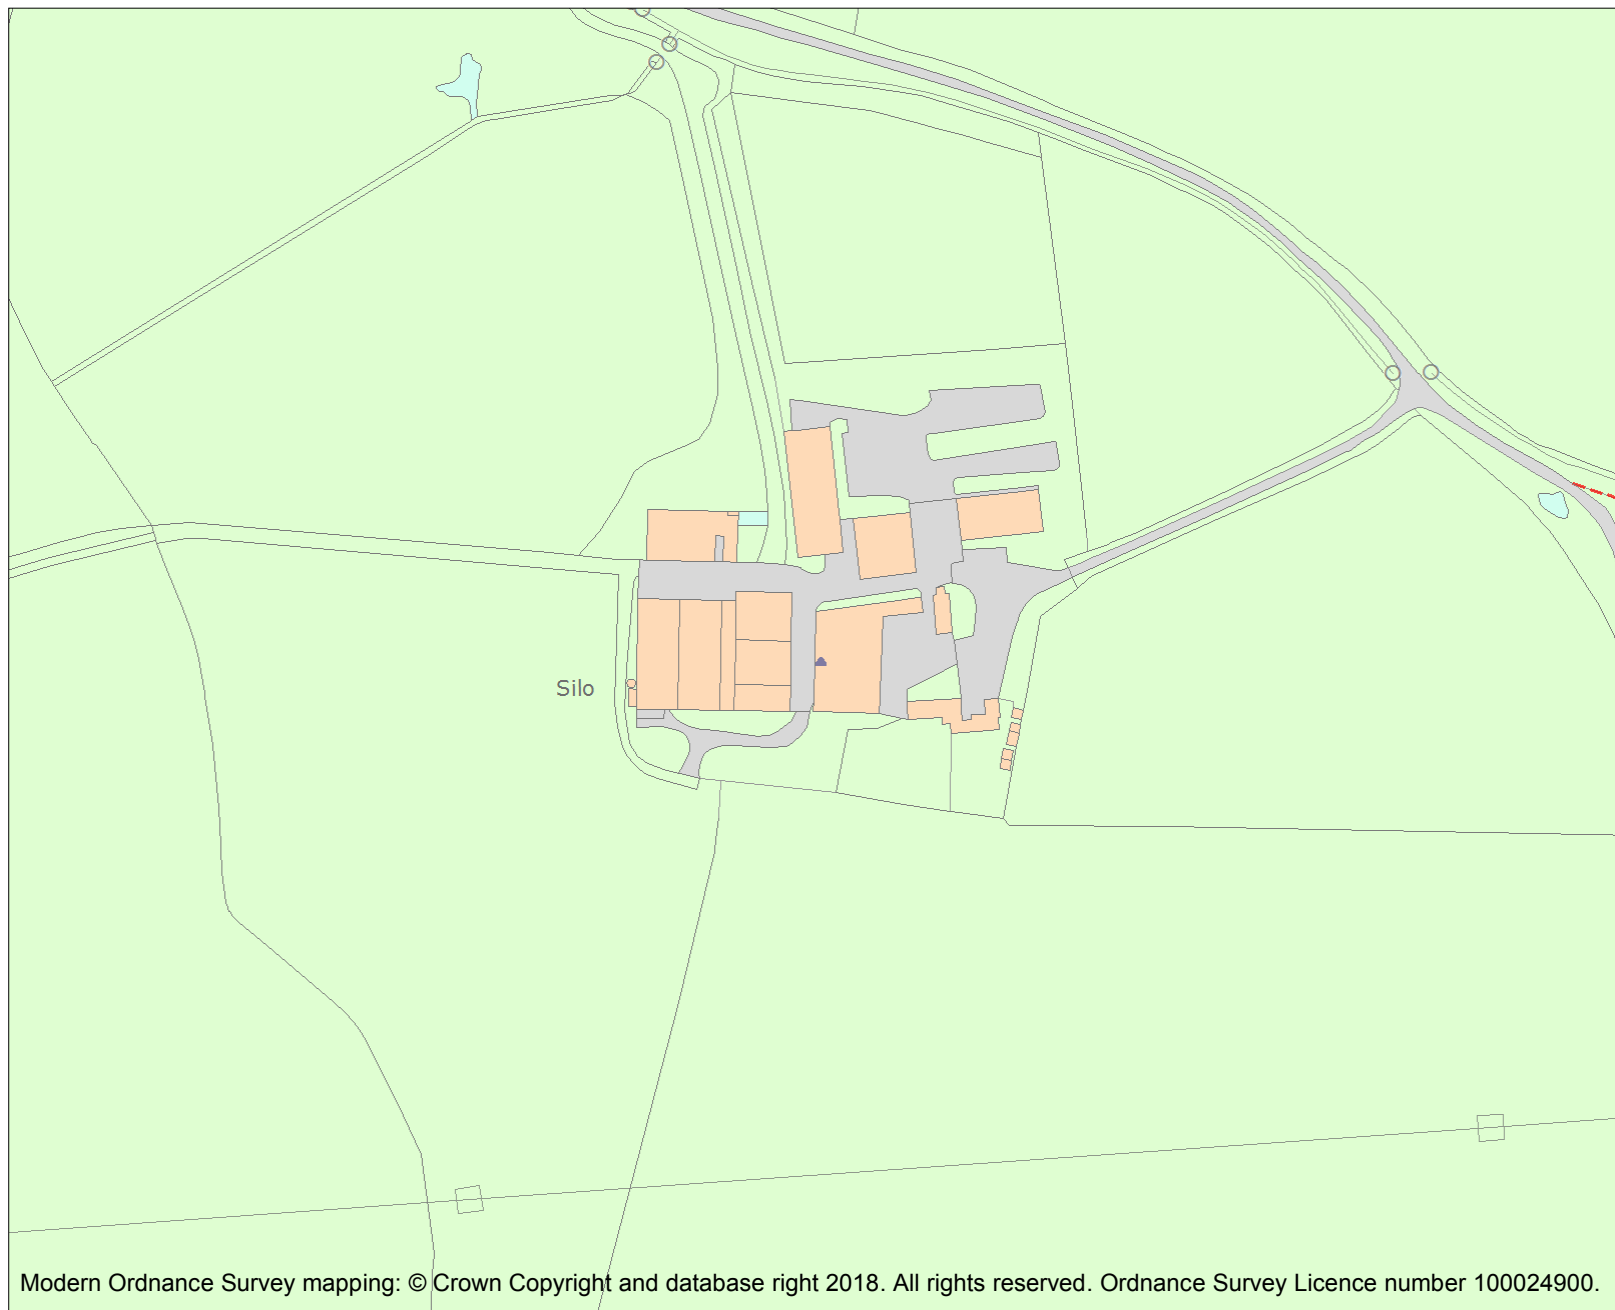 Silo
Modern Ordnance Survey mapping: © Crown Copyright and database right 2018. All rights reserved. Ordnance Survey Licence number 100024900.